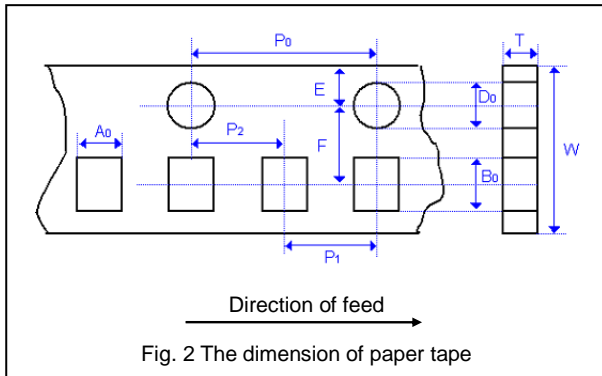 P0
T
E
D0
A0
P2
F
W
B0
P1
Direction of feed
Fig. 2 The dimension of paper tape